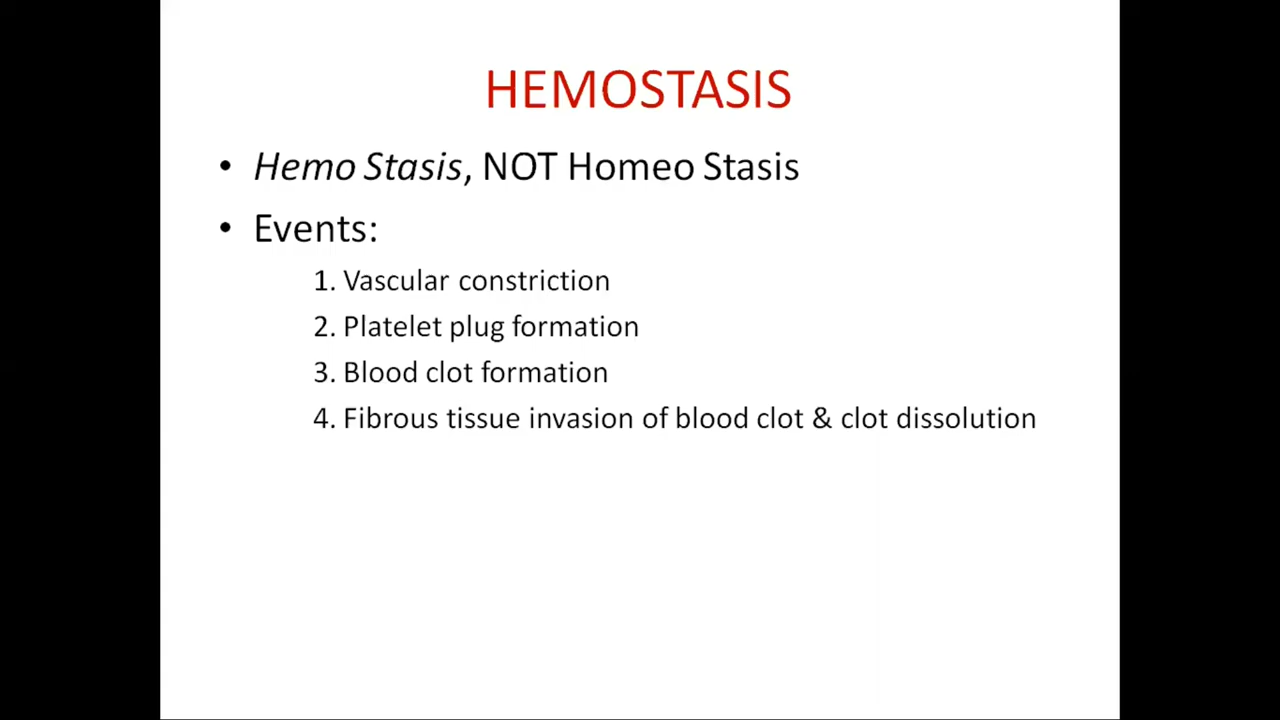 HEMOSTASIS
• Hemo Stasis, NOT Homeo Stasis
• Events:
1. Vascular constriction
2. Platelet plug formation
3. Blood clot formation
4. Fibrous tissue invasion of blood clot & clot dissolution